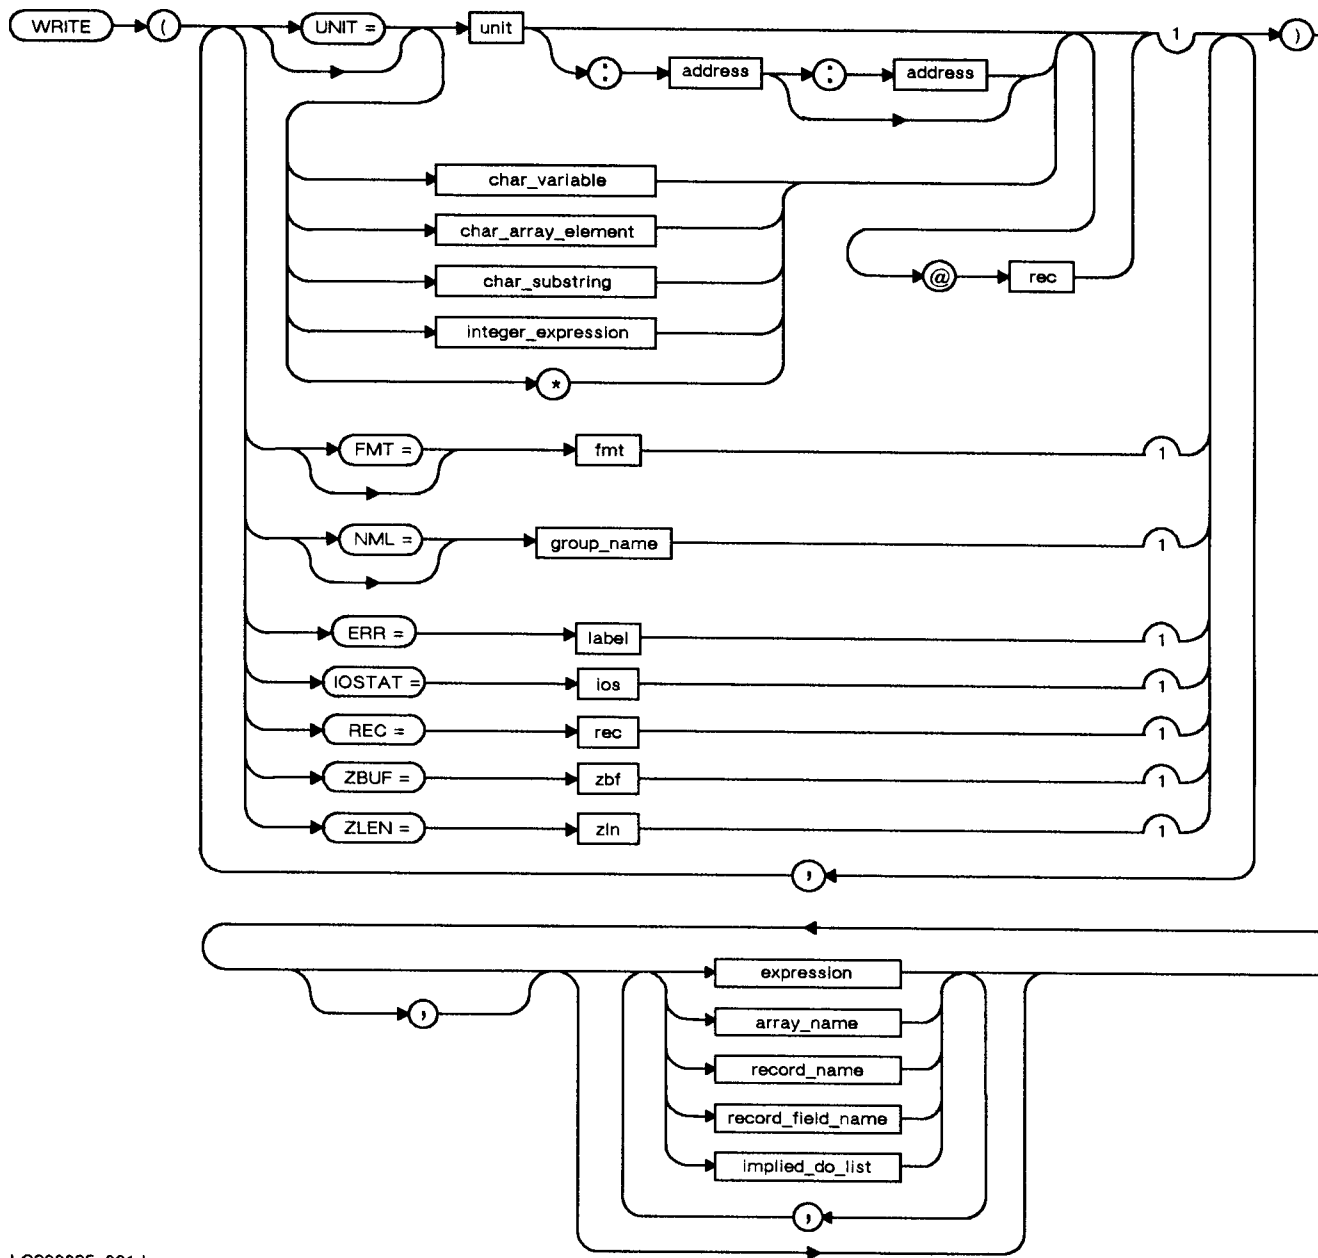 WRITE ( UNIT = unit 1 )
: address : address
char_variable
char_array_element
@ rec
char_substring
integer_expression
*
FMT = fmt 1
NML = group_name 1
ERR = label 1
IOSTAT = ios 1
REC = rec 1
ZBUF = zbf 1
ZLEN = zln 1
,
expression
, array_name
record_name
record_field_name
implied_do_list
,